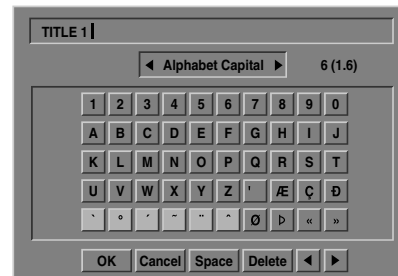 TITLE 1
◄ Alphabet Capital ► 6 (1.6)
1 2 3 4 5 6 7 8 9 0
A B C D E F G H I J
K L M N O P Q R S T
U V W X Y Z ' Æ Ç Ð
` ° ´ ~ ¨ ^ Ø Þ « »
OK Cancel Space Delete ◄ ►